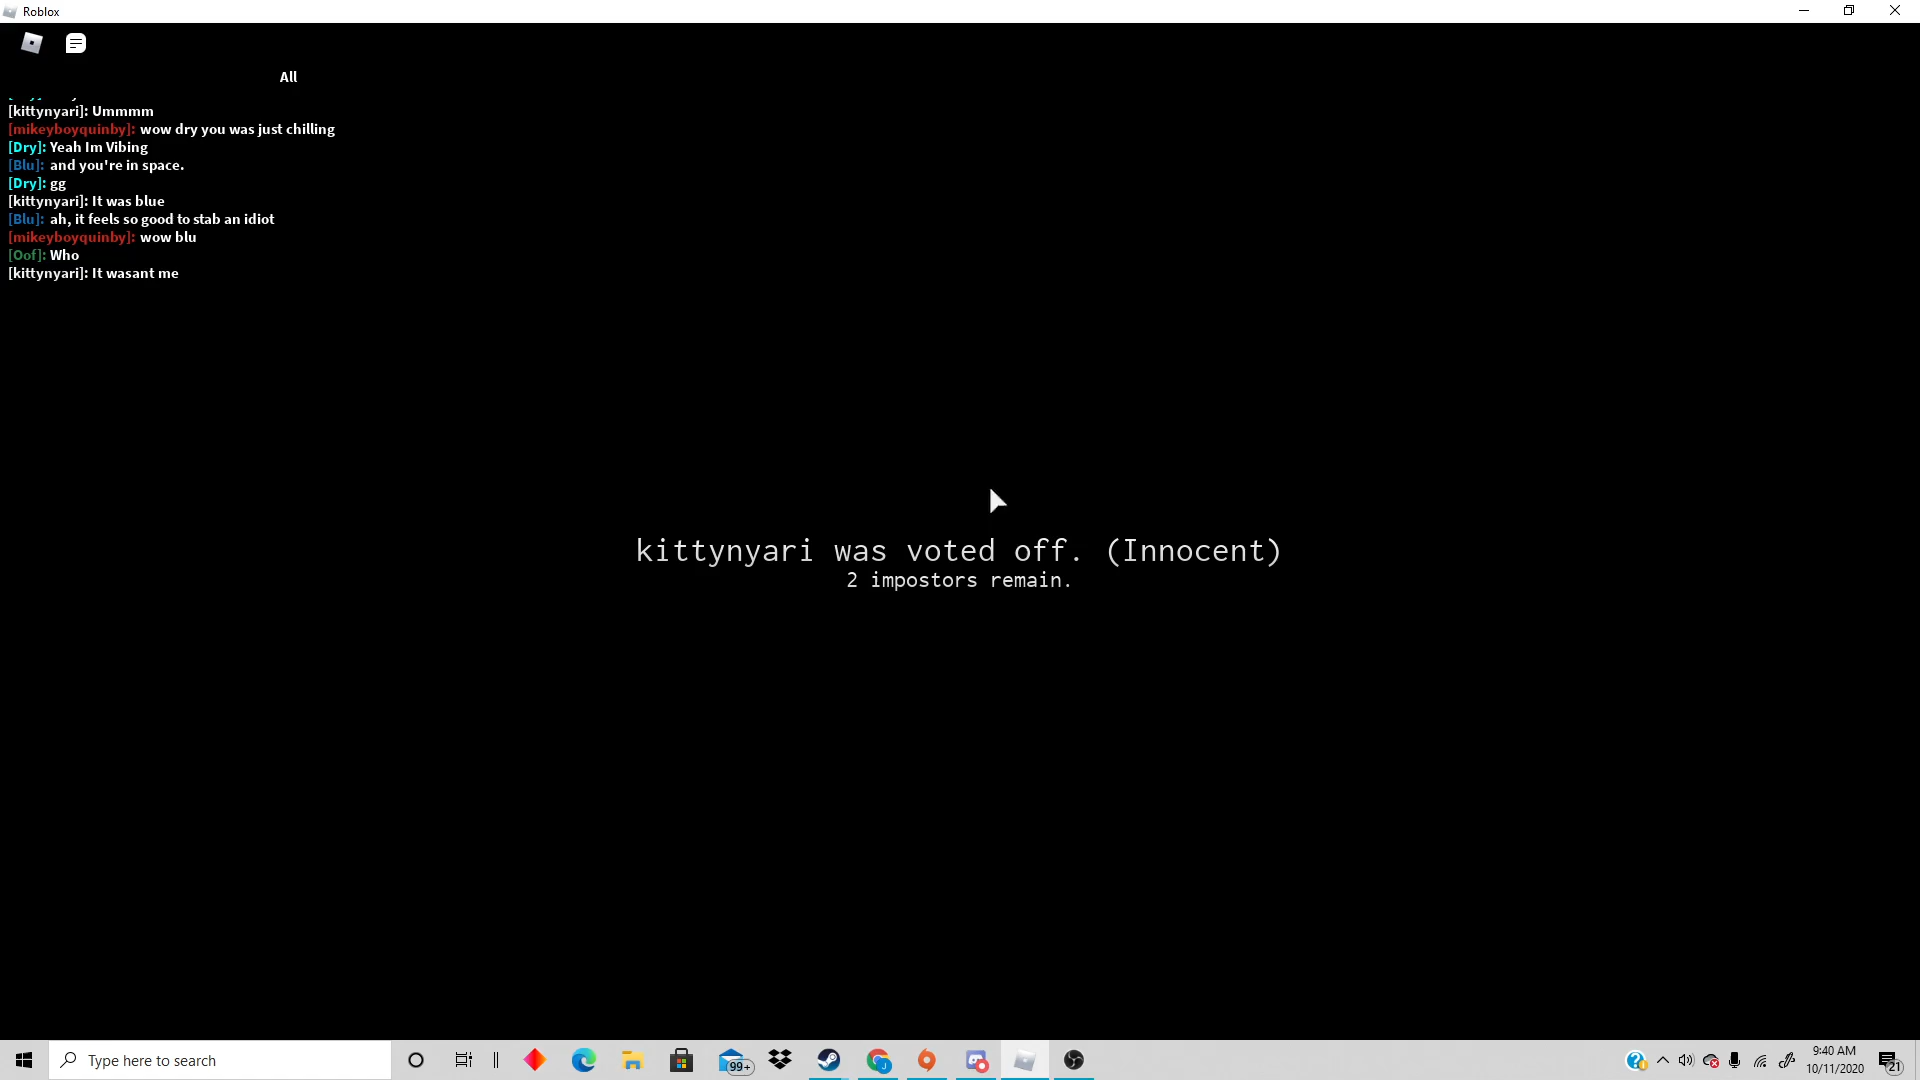 Roblox
All
[kittynyari]: Ummmm
[mikeyboyquinby]: wow dry you was just chilling
[Dry]: Yeah Im Vibing
[Blu]: and you're in space.
[Dry]: gg
[kittynyari]: It was blue
[Blu]: ah, it feels so good to stab an idiot
[mikeyboyquinby]: wow blu
[Oof]: Who
[kittynyari]: It wasant me
kittynyari was voted off. (Innocent)
2 impostors remain.
Type here to search
99+
J
9:40 AM
10/11/2020
21